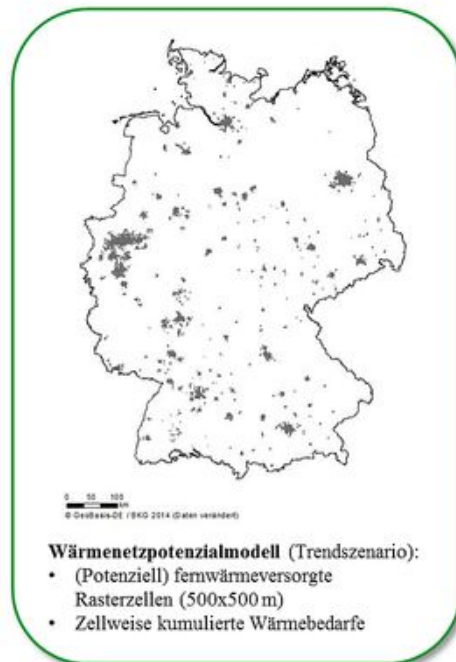 0 50 100
km
© GeoBasis-DE / BKG 2014 (Daten verändert)
Wärmenetzpotenzialmodell (Trendszenario):
• (Potenziell) fernwärmeversorgte
Rasterzellen (500x500 m)
• Zellweise kumulierte Wärmebedarfe